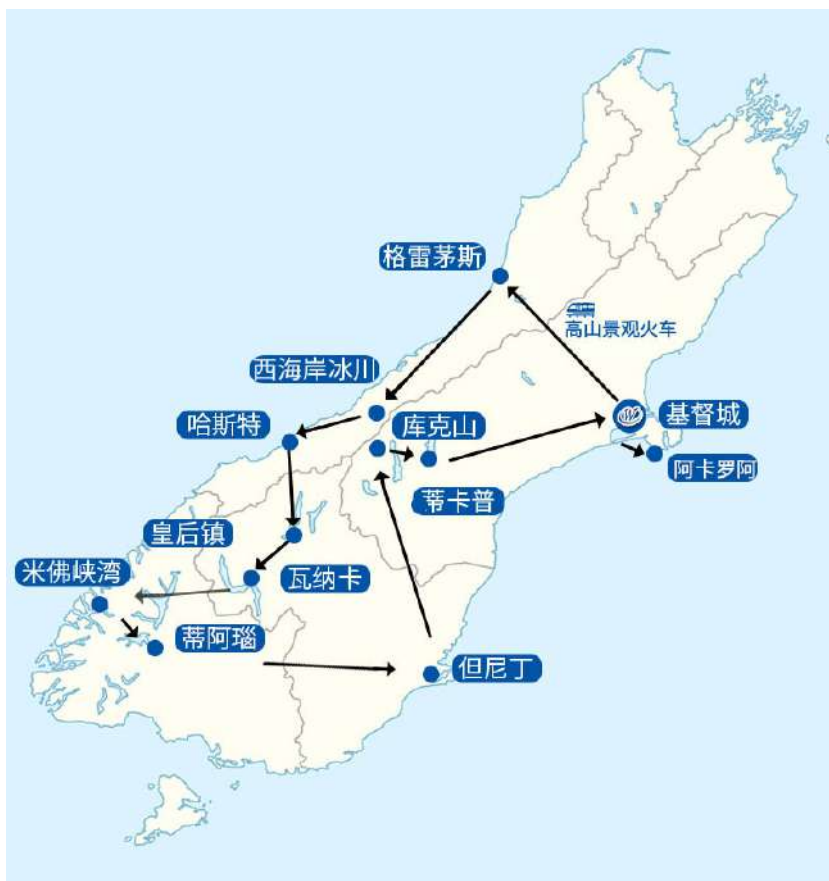 格雷茅斯
高山景观火车
西海岸冰川
哈斯特
库克山
基督城
阿卡罗阿
蒂卡普
皇后镇
米佛峡湾
瓦纳卡
蒂阿瑙
但尼丁